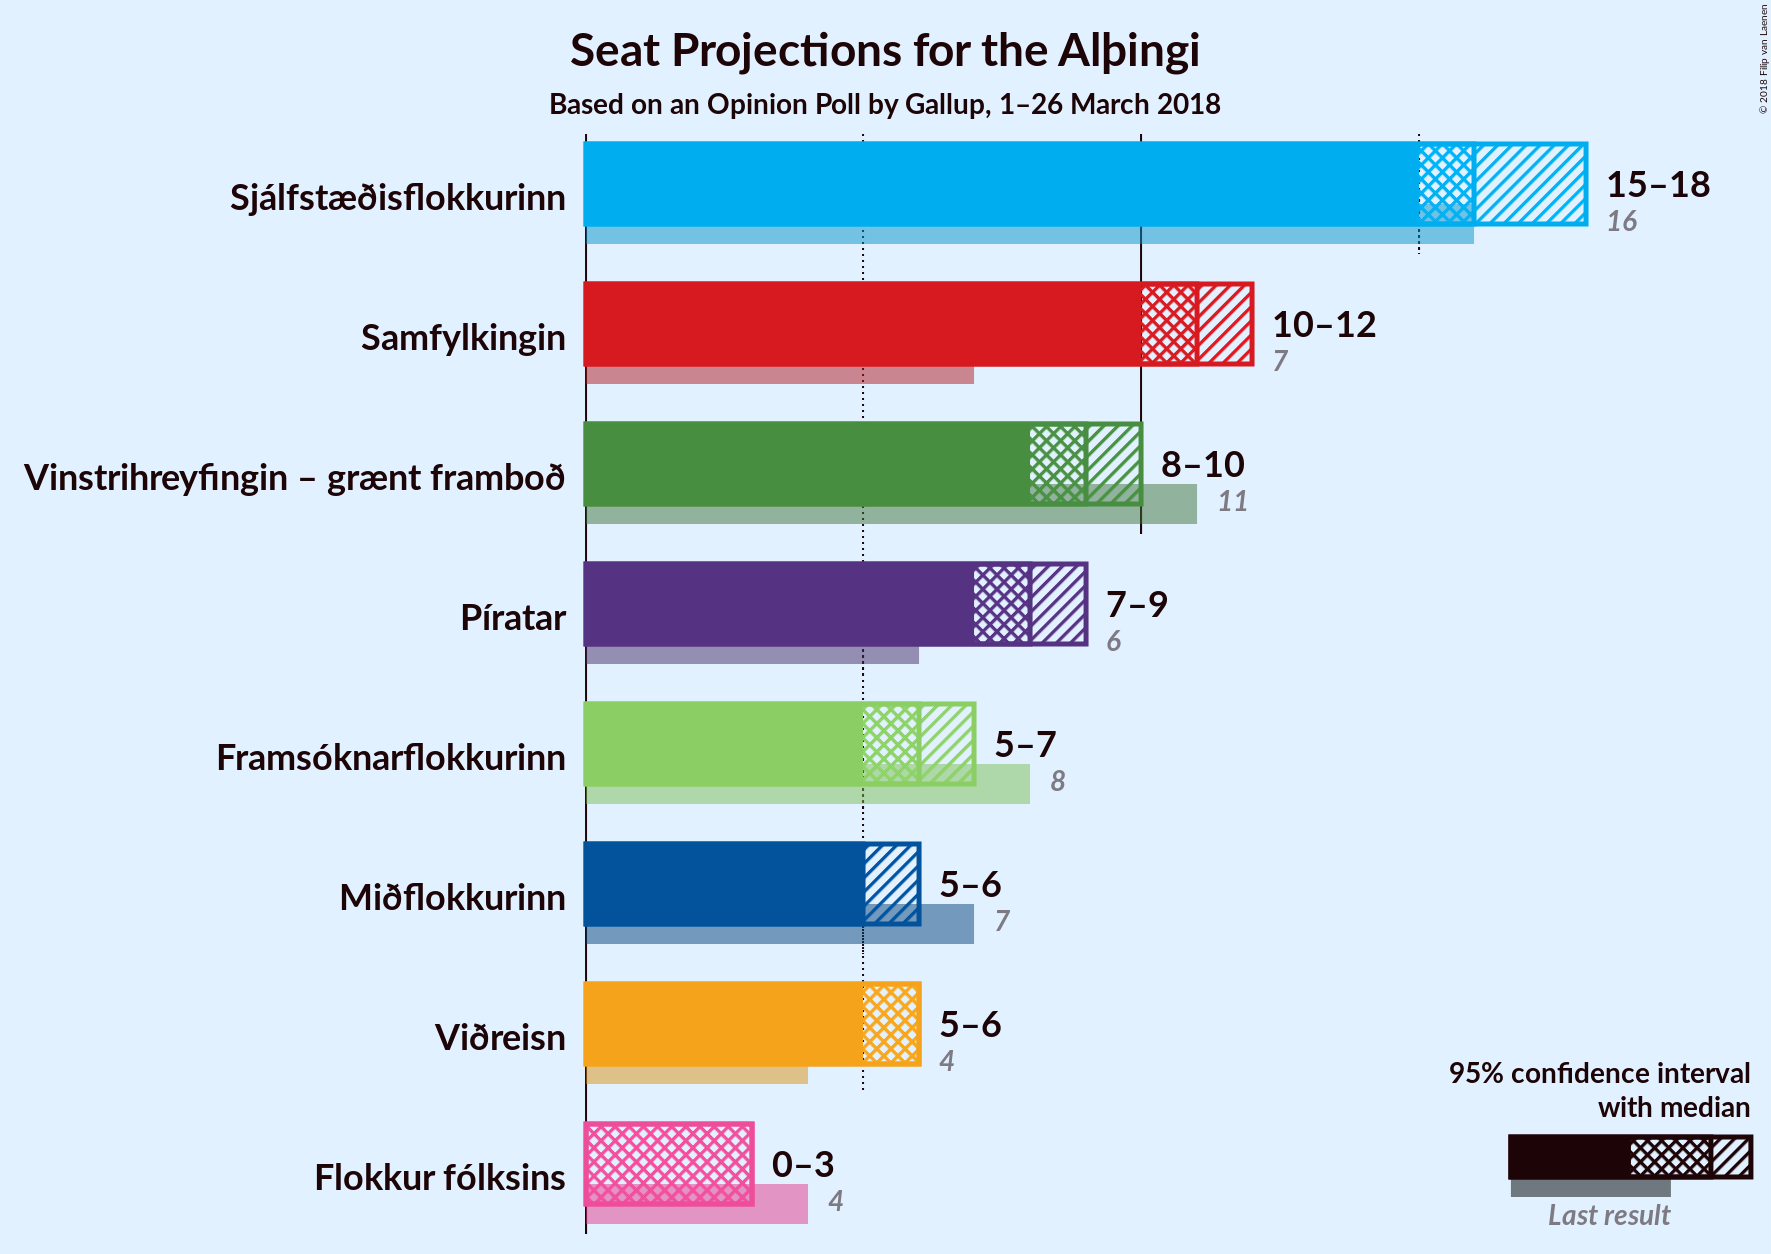 Seat Projections for the Alþingi
Based on an Opinion Poll by Gallup, 1–26 March 2018
© 2018 Filip van Laenen
Sjálfstæðisflokkurinn
15–18
16
Samfylkingin
10–12
7
Vinstrihreyfingin – grænt framboð
8–10
11
Píratar
7–9
6
Framsóknarflokkurinn
5–7
8
Miðflokkurinn
5–6
7
Viðreisn
5–6
4
Flokkur fólksins
0–3
4
95% confidence interval
with median
Last result